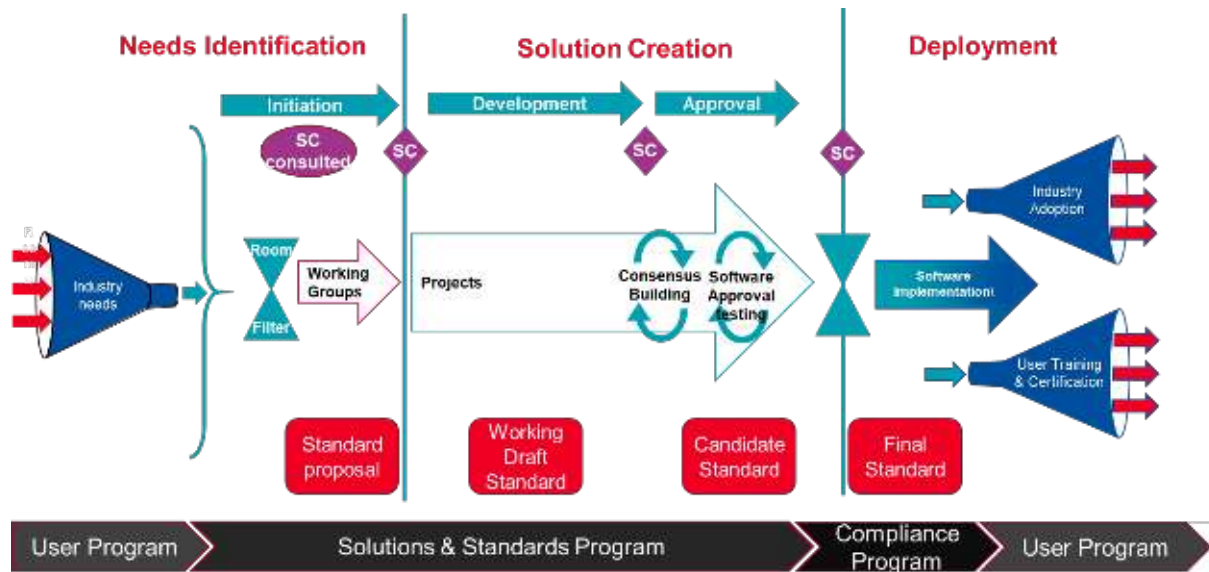 Needs Identification
Solution Creation
Deployment
Initiation
Development
Approval
SC
consulted
SC
SC
SC
Industry
needs
Room
Filter
Working
Groups
Projects
Consensus
Building
Software
Approval
testing
Industry
Adoption
Software
Implementation
User Training
& Certification
Standard
proposal
Working
Draft
Standard
Candidate
Standard
Final
Standard
User Program
Solutions & Standards Program
Compliance
Program
User Program